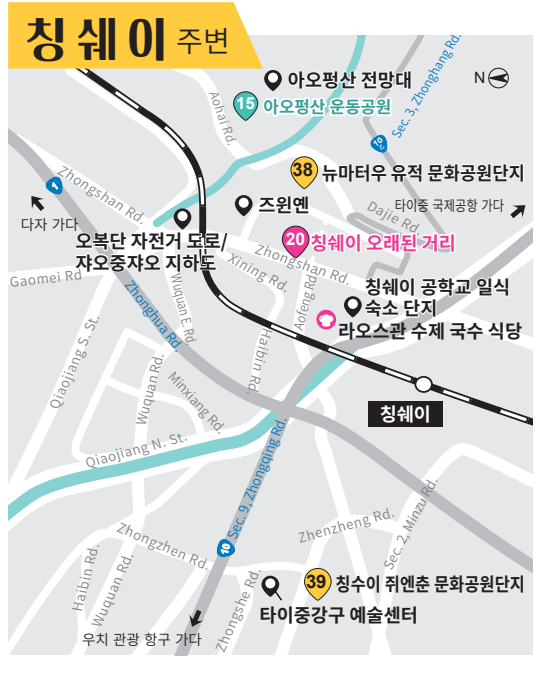 칭쉐이 주변
아오펑산 전망대
N
15
아오펑산 운동공원
Aohai Rd.
Sec. 3, Zhonghang Rd.
10乙
38
뉴마터우 유적 문화공원단지
1
Zhongshan Rd.
즈윈옌
Dajie Rd.
타이중 국제공항 가다
다자 가다
오복단 자전거 도로/
쟈오중쟈오 지하도
20
칭쉐이 오래된 거리
Zhongshan Rd.
Xining Rd.
Gaomei Rd
Zhonghua Rd.
Wuquan E. Rd.
Aofeng Rd.
칭쉐이 공학교 일식
숙소 단지
라오스관 수제 국수 식당
Qiaojiang S. St.
Wuquan Rd.
Minxiang Rd.
Haibin Rd.
칭쉐이
Qiaojiang N. St.
Sec. 9, Zhongqing Rd.
10
Zhongzhen Rd.
Zhenzheng Rd.
Sec. 2, Minzu Rd.
Haibin Rd.
Wuquan Rd.
Zhongshe Rd.
39
칭수이 쮜엔춘 문화공원단지
타이중강구 예술센터
우치 관광 항구 가다